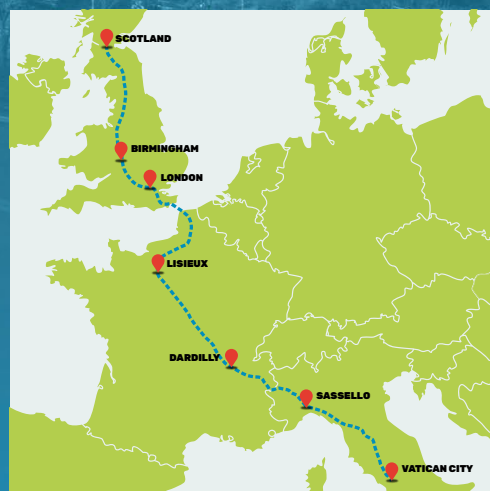 SCOTLAND
BIRMINGHAM
LONDON
LISIEUX
DARDILLY
SASSELLO
VATICAN CITY